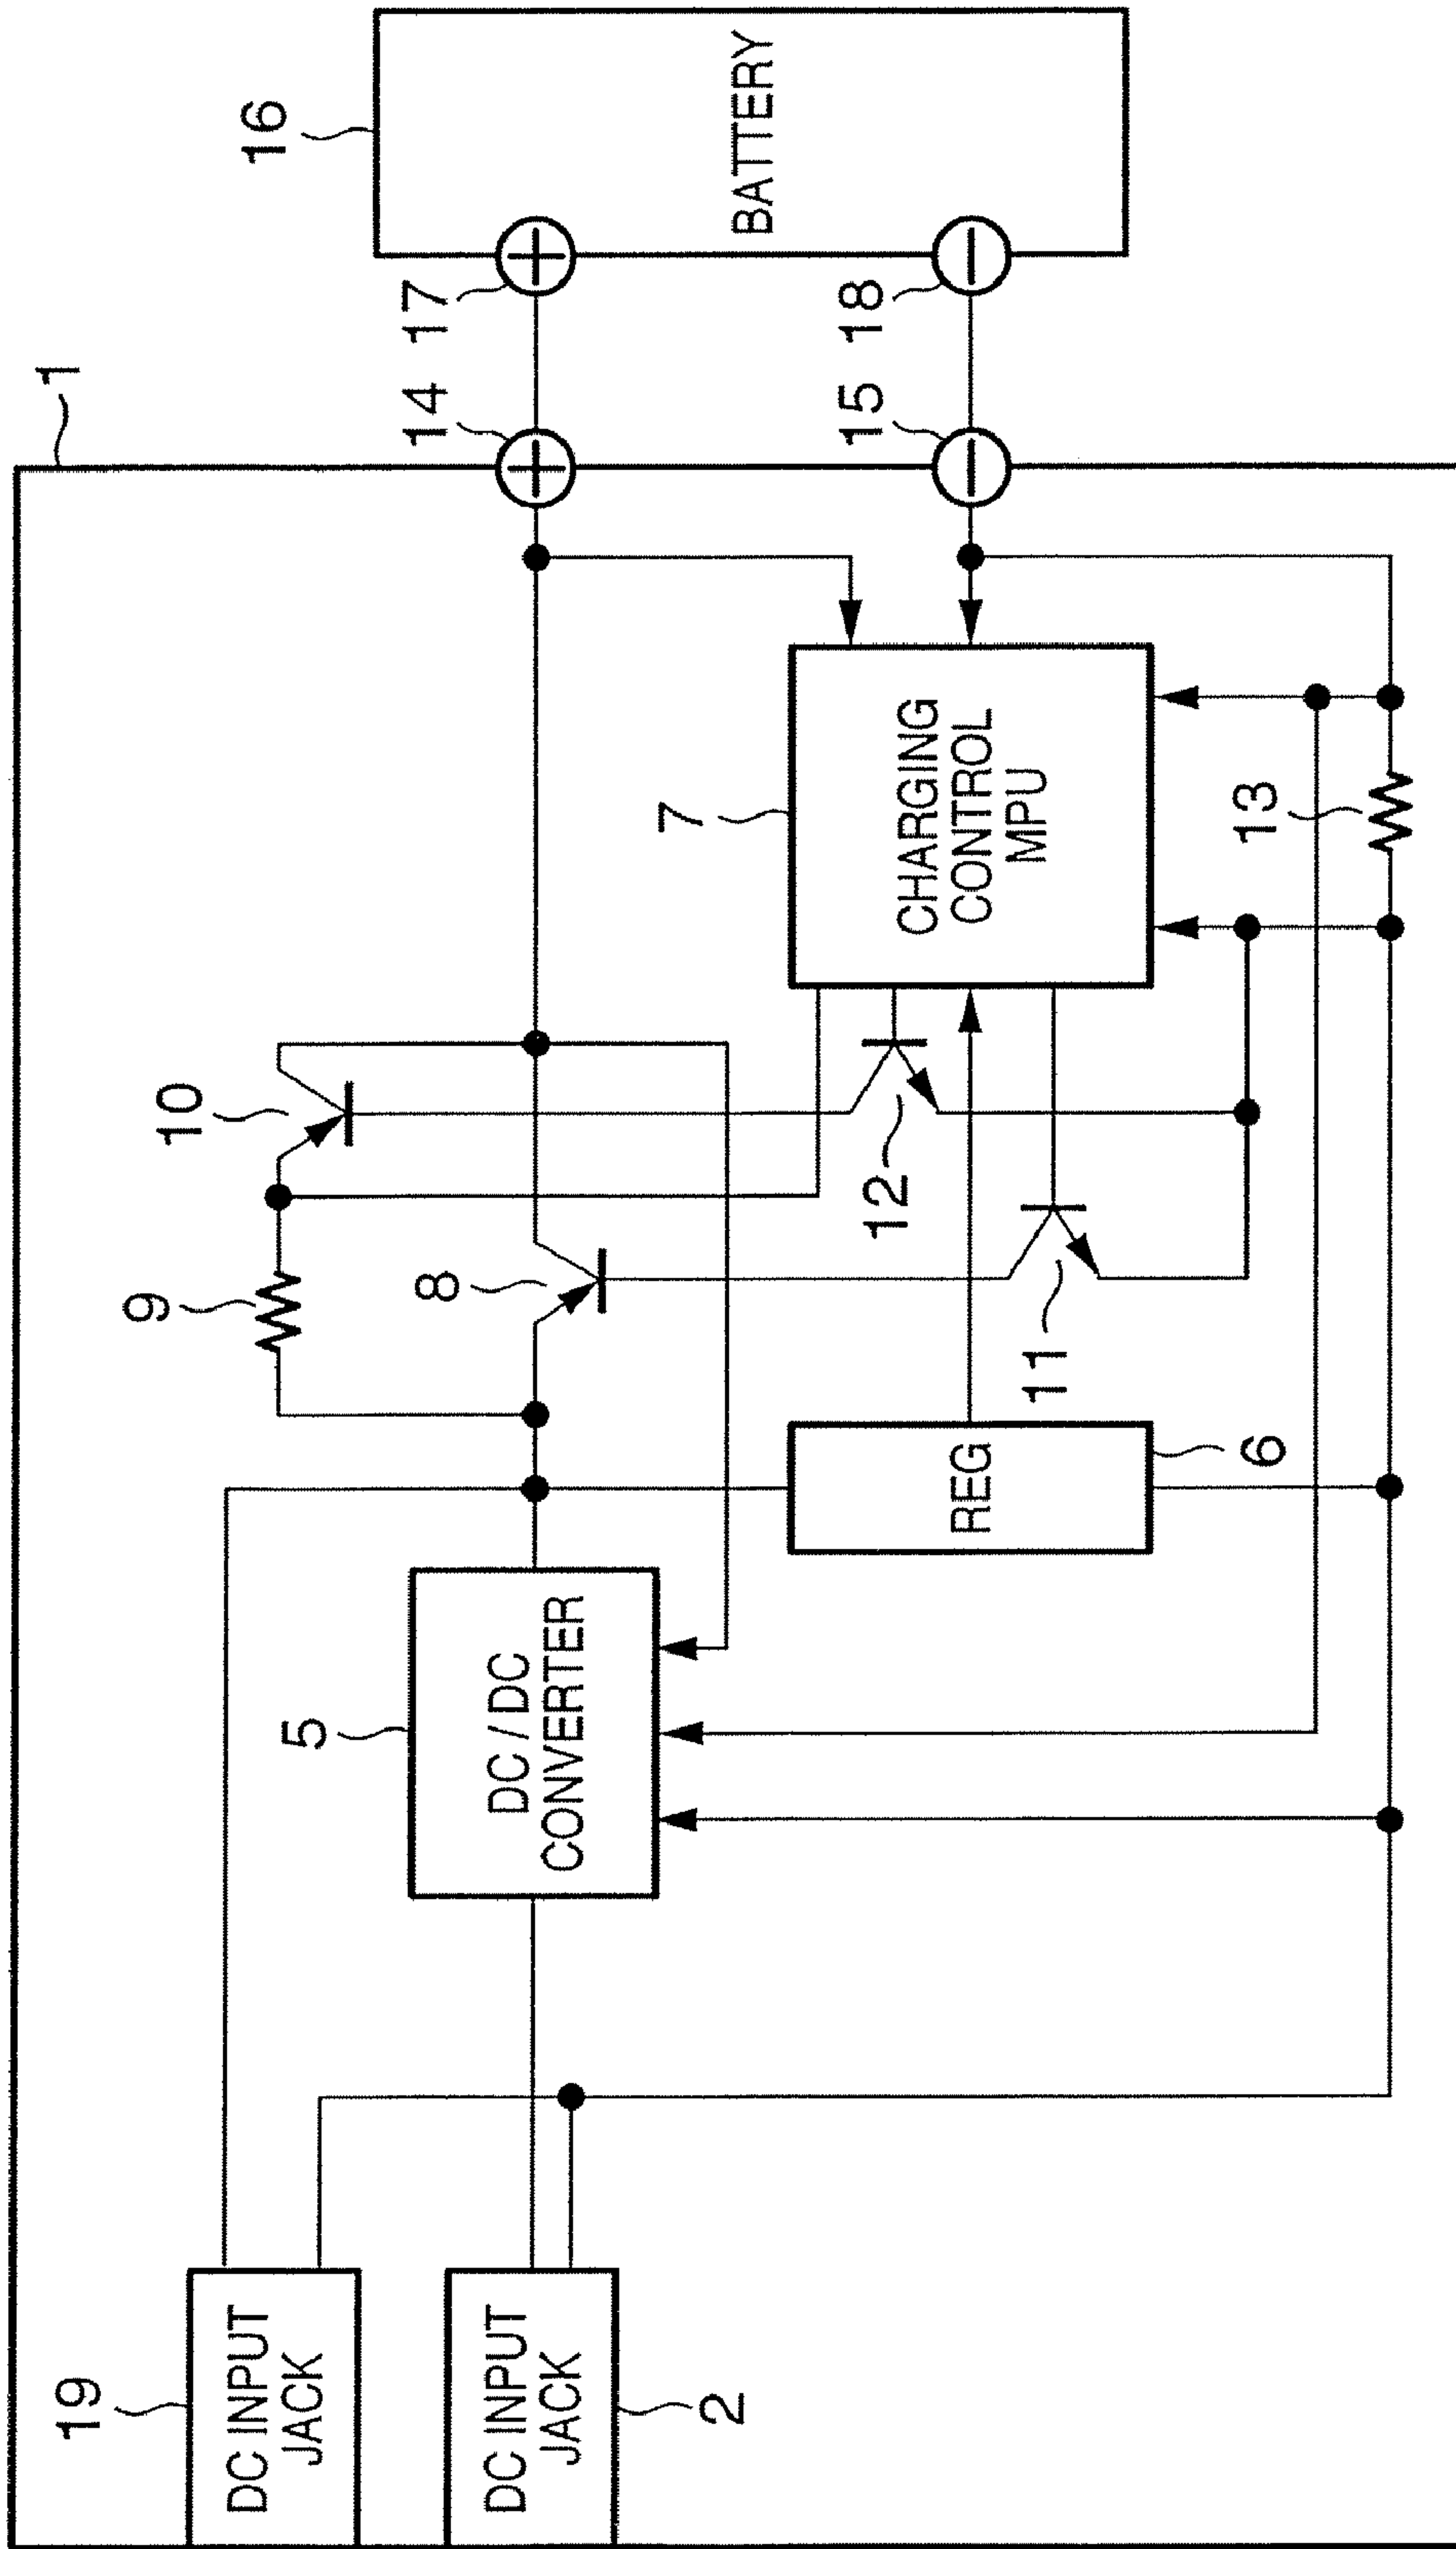 1
19
DC INPUT
JACK
2
DC INPUT
JACK
5
DC / DC
CONVERTER
9
10
8
6
REG
11
12
7
CHARGING
CONTROL
MPU
13
14
15
17
18
16
BATTERY